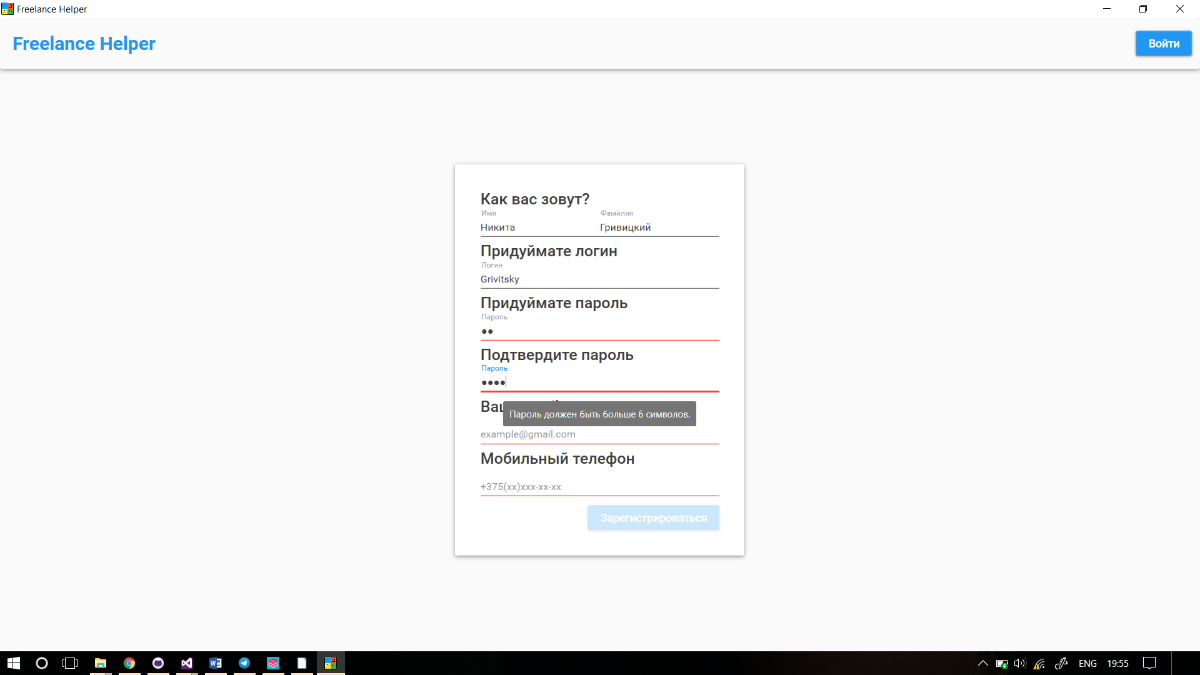 Freelance Helper
Freelance Helper
Войти
Как вас зовут?
Имя Фамилия
Никита Гривицкий
Придуймате логин
Логин
Grivitsky
Придуймате пароль
Пароль
Подтвердите пароль
Пароль
Пароль должен быть больше 6 символов.
example@gmail.com
Мобильный телефон
+375(xx)xxx-xx-xx
Зарегистрироваться
ENG 19:55